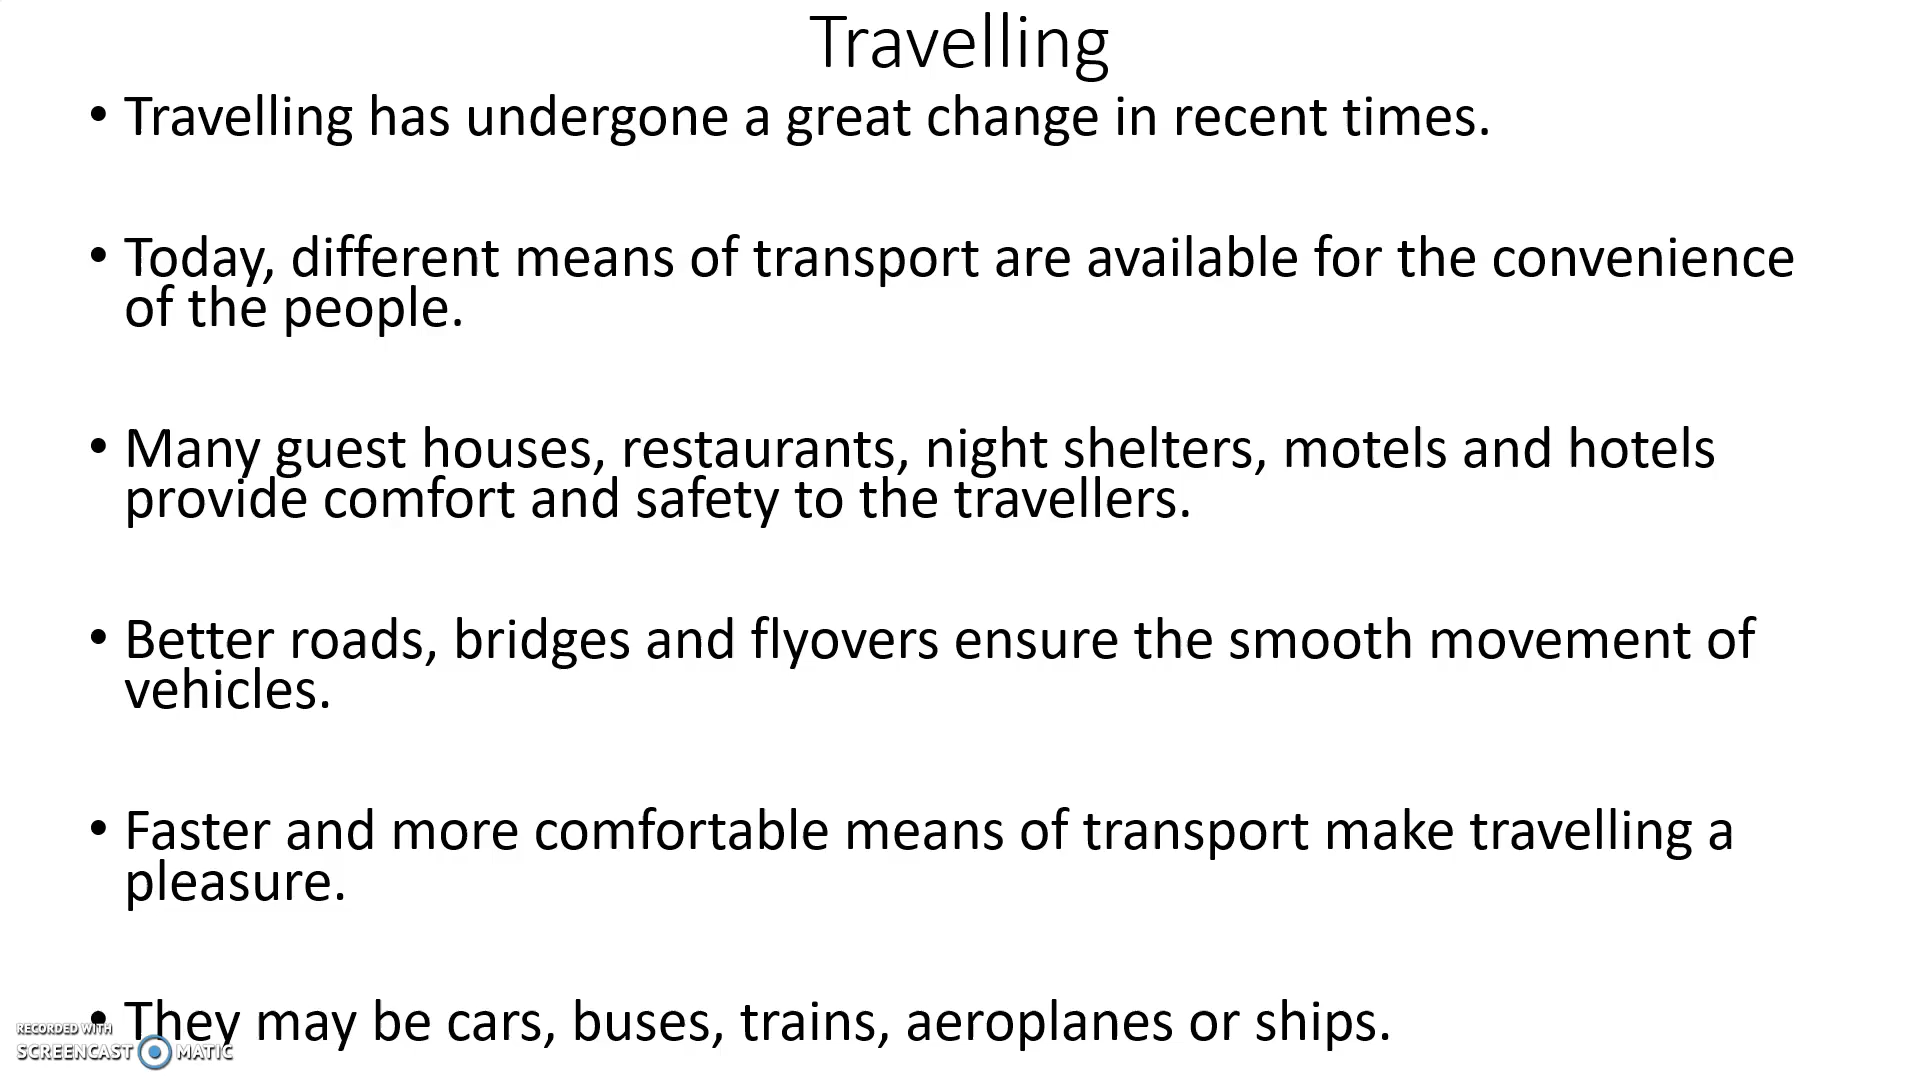 Travelling
• Travelling has undergone a great change in recent times.
• Today, different means of transport are available for the convenience
of the people.
• Many guest houses, restaurants, night shelters, motels and hotels
provide comfort and safety to the travellers.
• Better roads, bridges and flyovers ensure the smooth movement of
vehicles.
• Faster and more comfortable means of transport make travelling a
pleasure.
• They may be cars, buses, trains, aeroplanes or ships.
RECORDED WITH
SCREENCAST MATIC